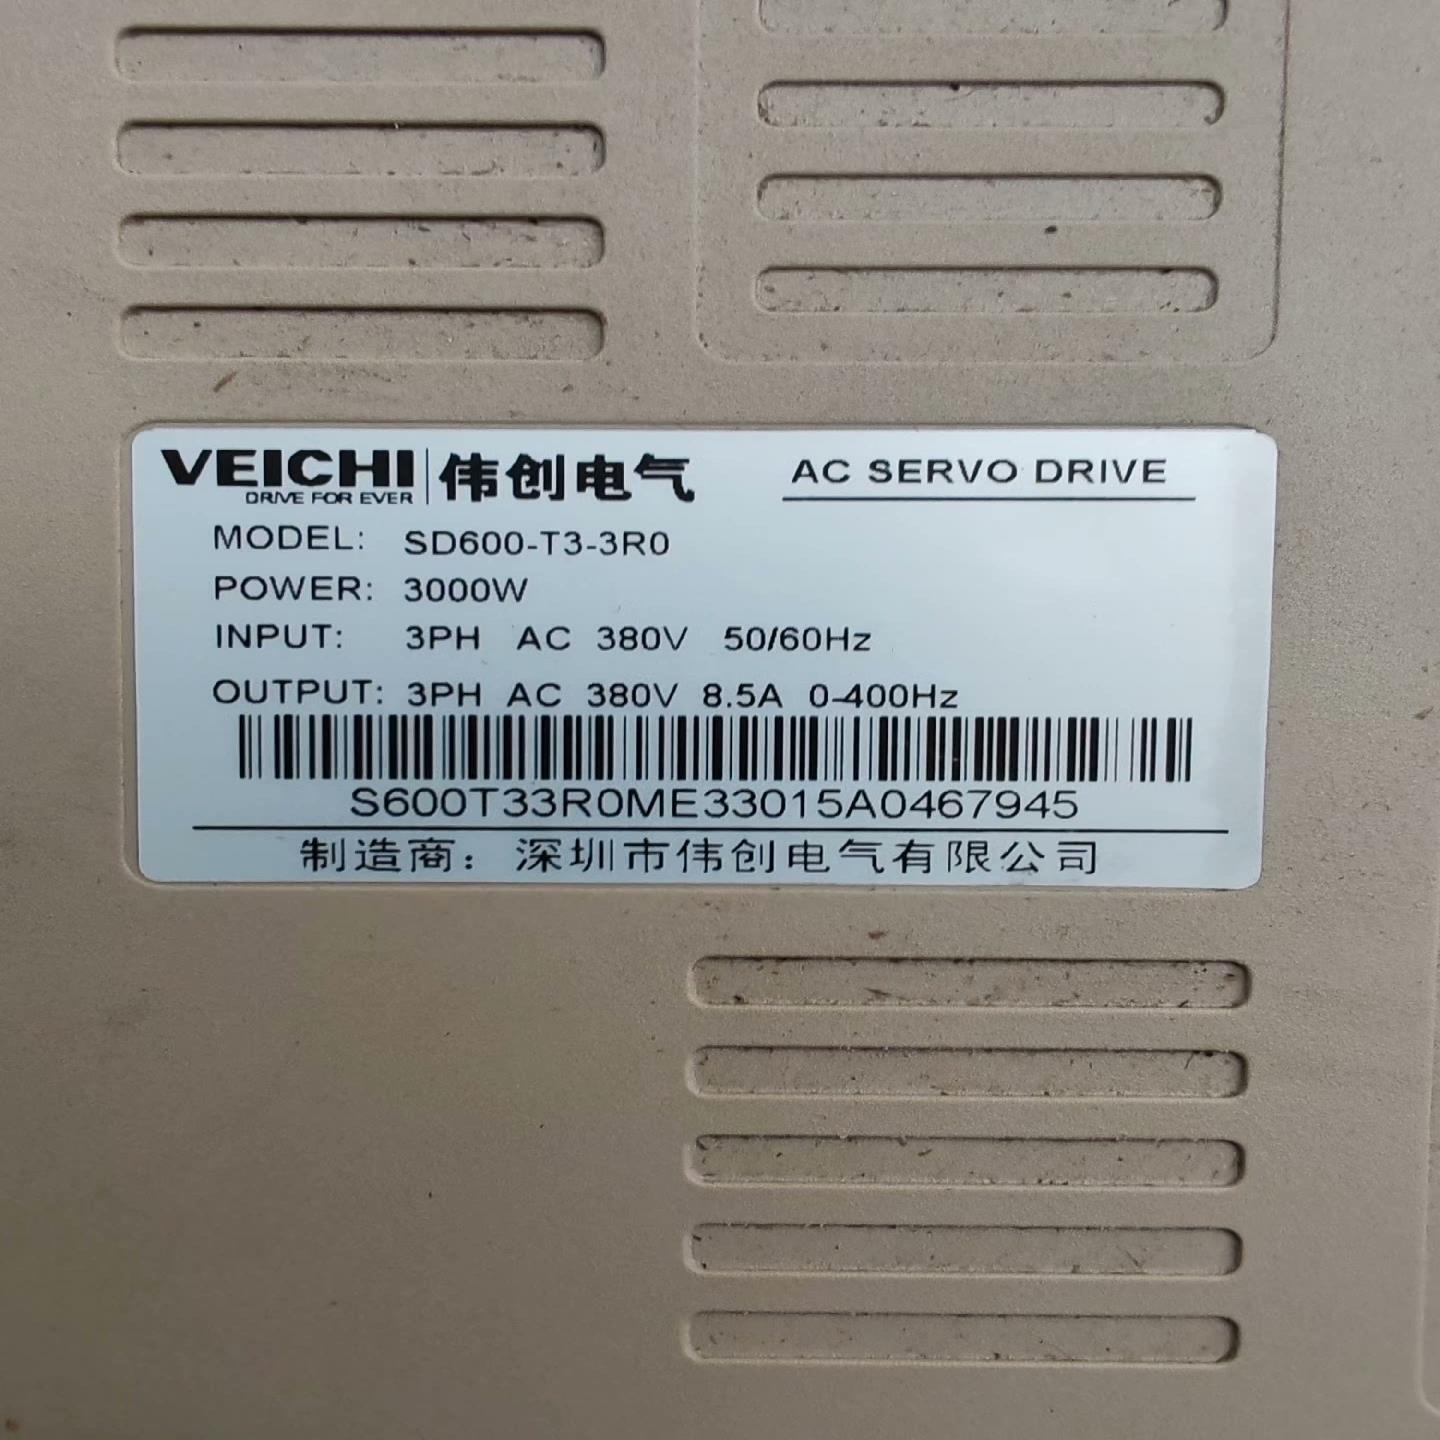 VEICHI 伟创电气 AC SERVO DRIVE
DRIVE FOR EVER
MODEL: SD600-T3-3R0
POWER: 3000W
INPUT: 3PH AC 380V 50/60Hz
OUTPUT: 3PH AC 380V 8.5A 0-400Hz
S600T33R0ME33015A0467945
制造商：深圳市伟创电气有限公司